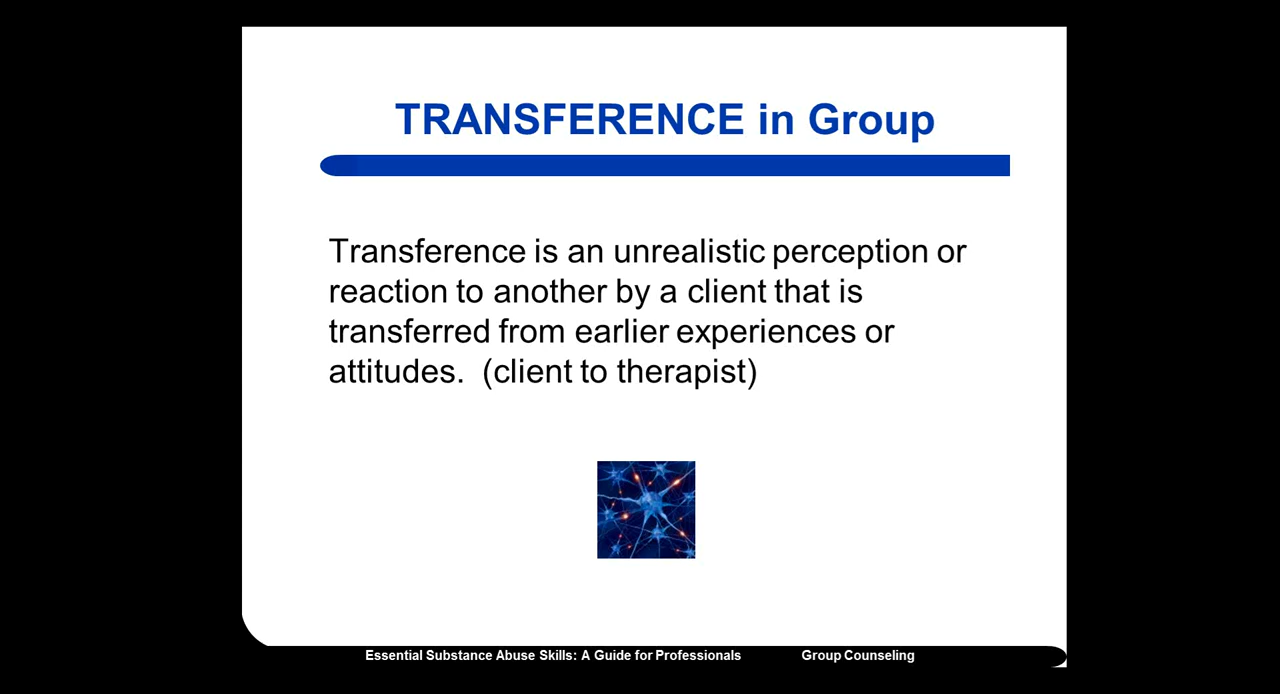 TRANSFERENCE in Group
Transference is an unrealistic perception or
reaction to another by a client that is
transferred from earlier experiences or
attitudes.  (client to therapist)
Essential Substance Abuse Skills: A Guide for Professionals
Group Counseling